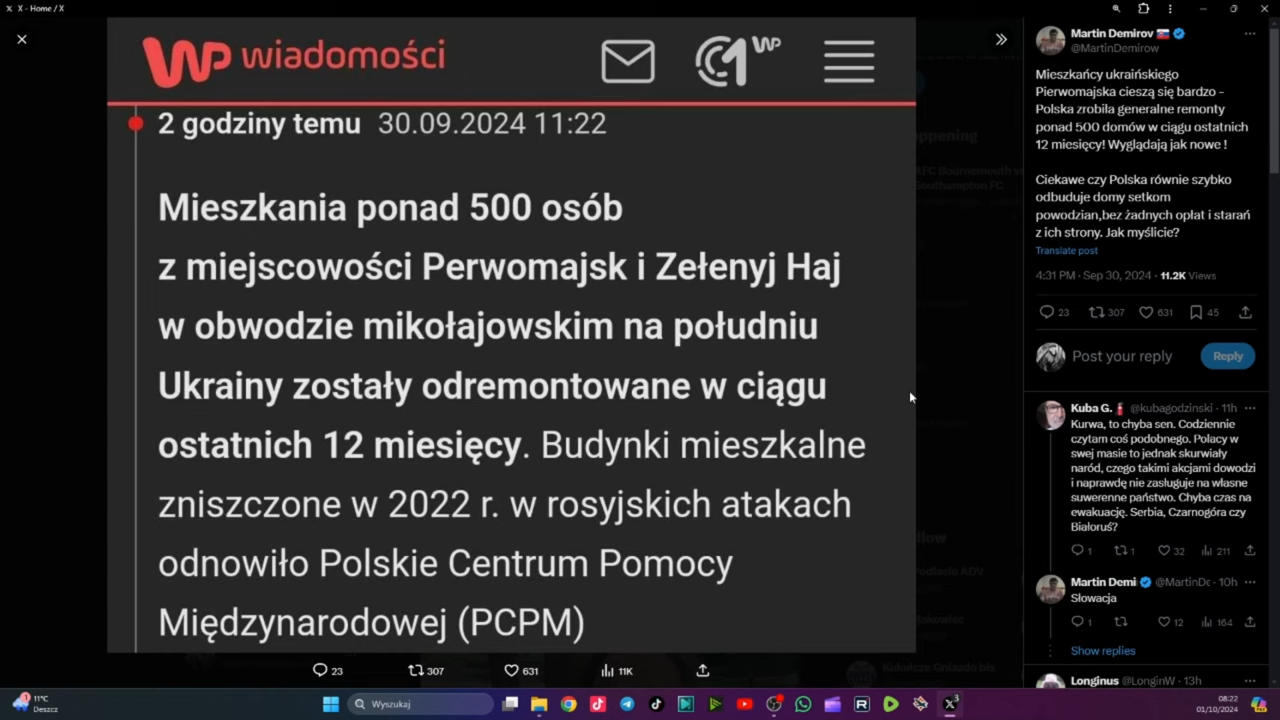 X - Home / X
WP wiadomości
1 WP
2 godziny temu 30.09.2024 11:22
Mieszkania ponad 500 osób
z miejscowości Perwomajsk i Zełenyj Haj
w obwodzie mikołajowskim na południu
Ukrainy zostały odremontowane w ciągu
ostatnich 12 miesięcy. Budynki mieszkalne
zniszczone w 2022 r. w rosyjskich atakach
odnowiło Polskie Centrum Pomocy
Międzynarodowej (PCPM)
23 307 631 11K
Martin Demirov
@MartinDemirow
Mieszkańcy ukraińskiego
Pierwomajska cieszą się bardzo -
Polska zrobiła generalne remonty
ponad 500 domów w ciągu ostatnich
12 miesięcy! Wyglądają jak nowe !
Ciekawe czy Polska równie szybko
odbuduje domy setkom
powodzian,bez żadnych opłat i starań
z ich strony. Jak myślicie?
Translate post
4:31 PM · Sep 30, 2024 · 11.2K Views
23 307 631 45
Post your reply Reply
Kuba G. @kubagodzinski · 11h
Kurwa, to chyba sen. Codziennie
czytam coś podobnego. Polacy w
swej masie to jednak skurwiały
naród, czego takimi akcjami dowodzi
i naprawdę nie zasługuje na własne
suwerenne państwo. Chyba czas na
ewakuację. Serbia, Czarnogóra czy
Białoruś?
1 1 32 211
Martin Demi @MartinDe · 10h
Słowacja
1 12 164
Show replies
Longinus @LonginW · 13h
11°C
Deszcz
Wyszukaj
08:22
01/10/2024